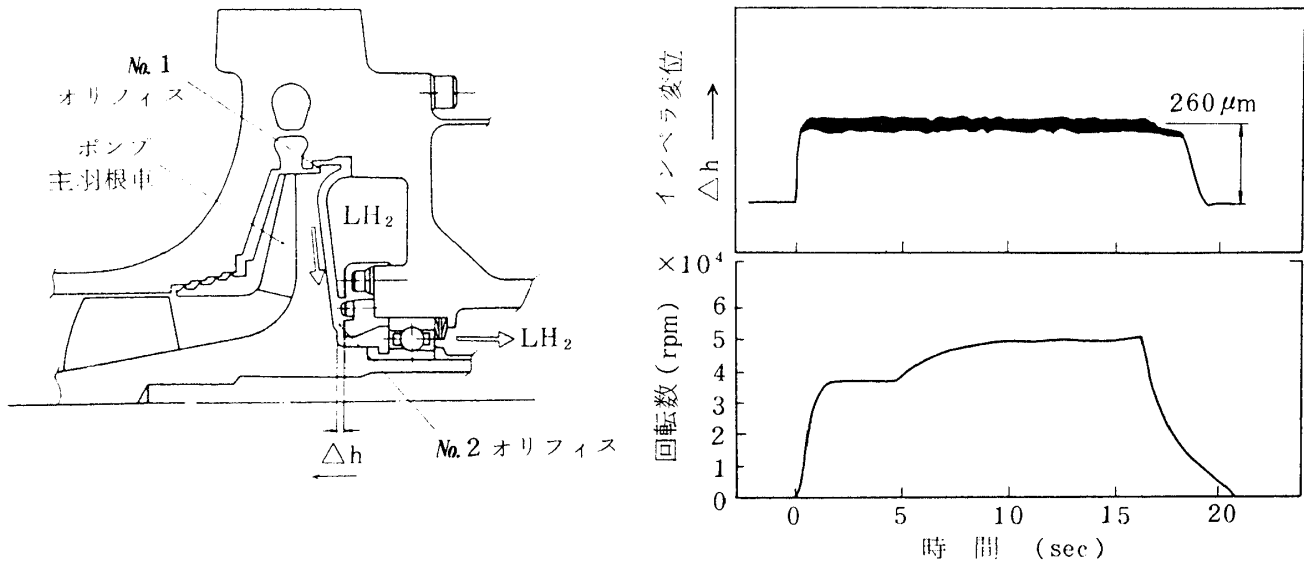 No. 1
オリフィス
ポンプ
主羽根車
LH₂
LH₂
△h
No. 2 オリフィス
インペラ変位
△h
260 μm
×10⁴
回転数(rpm)
6
5
4
3
2
1
0
0 5 10 15 20
時 間 (sec)